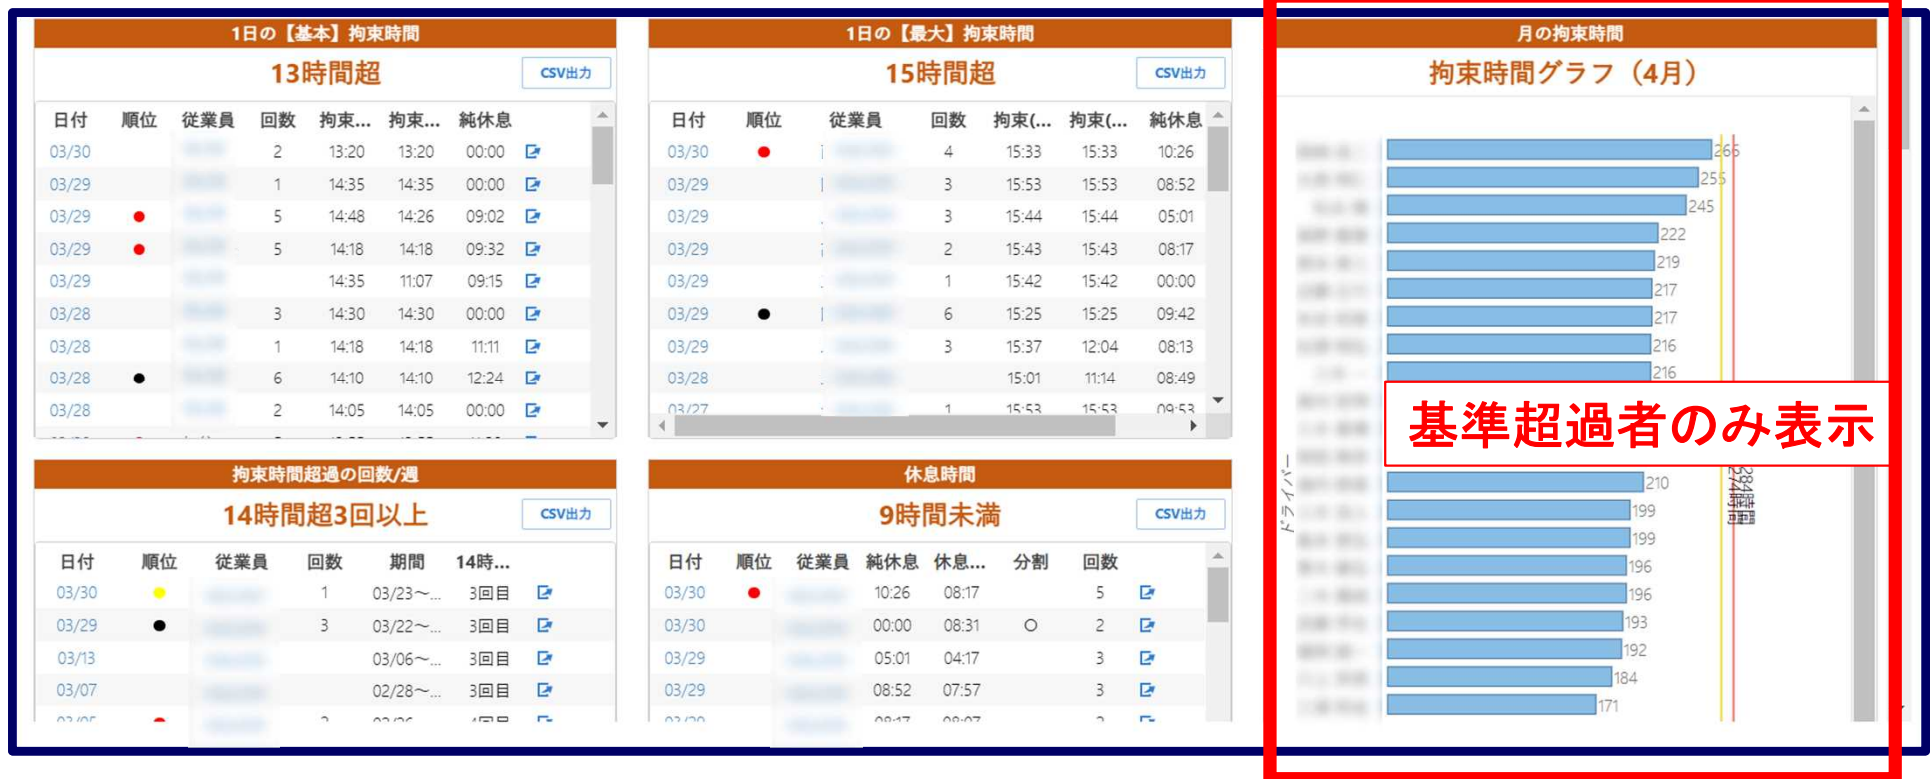 1日の【基本】拘束時間
13時間超
CSV出力
日付 順位 従業員 回数 拘束... 拘束... 純休息
03/30 2 13:20 13:20 00:00
03/29 1 14:35 14:35 00:00
03/29 5 14:48 14:26 09:02
03/29 5 14:18 14:18 09:32
03/29 14:35 11:07 09:15
03/28 3 14:30 14:30 00:00
03/28 1 14:18 14:18 11:11
03/28 6 14:10 14:10 12:24
03/28 2 14:05 14:05 00:00
1日の【最大】拘束時間
15時間超
CSV出力
日付 順位 従業員 回数 拘束(... 拘束(... 純休息
03/30 4 15:33 15:33 10:26
03/29 3 15:53 15:53 08:52
03/29 3 15:44 15:44 05:01
03/29 2 15:43 15:43 08:17
03/29 1 15:42 15:42 00:00
03/29 6 15:25 15:25 09:42
03/29 3 15:37 12:04 08:13
03/28 15:01 11:14 08:49
03/27 1 15:53 15:53 09:53
拘束時間超過の回数/週
14時間超3回以上
CSV出力
日付 順位 従業員 回数 期間 14時...
03/30 1 03/23～... 3回目
03/29 3 03/22～... 3回目
03/13 03/06～... 3回目
03/07 02/28～... 3回目
休息時間
9時間未満
CSV出力
日付 順位 従業員 純休息 休息... 分割 回数
03/30 10:26 08:17 5
03/30 00:00 08:31 ○ 2
03/29 05:01 04:17 3
03/29 08:52 07:57 3
月の拘束時間
拘束時間グラフ（4月）
266
255
245
222
219
217
217
216
216
基準超過者のみ表示
ドライバー
210
199
199
196
196
193
192
184
171
284時間
274時間